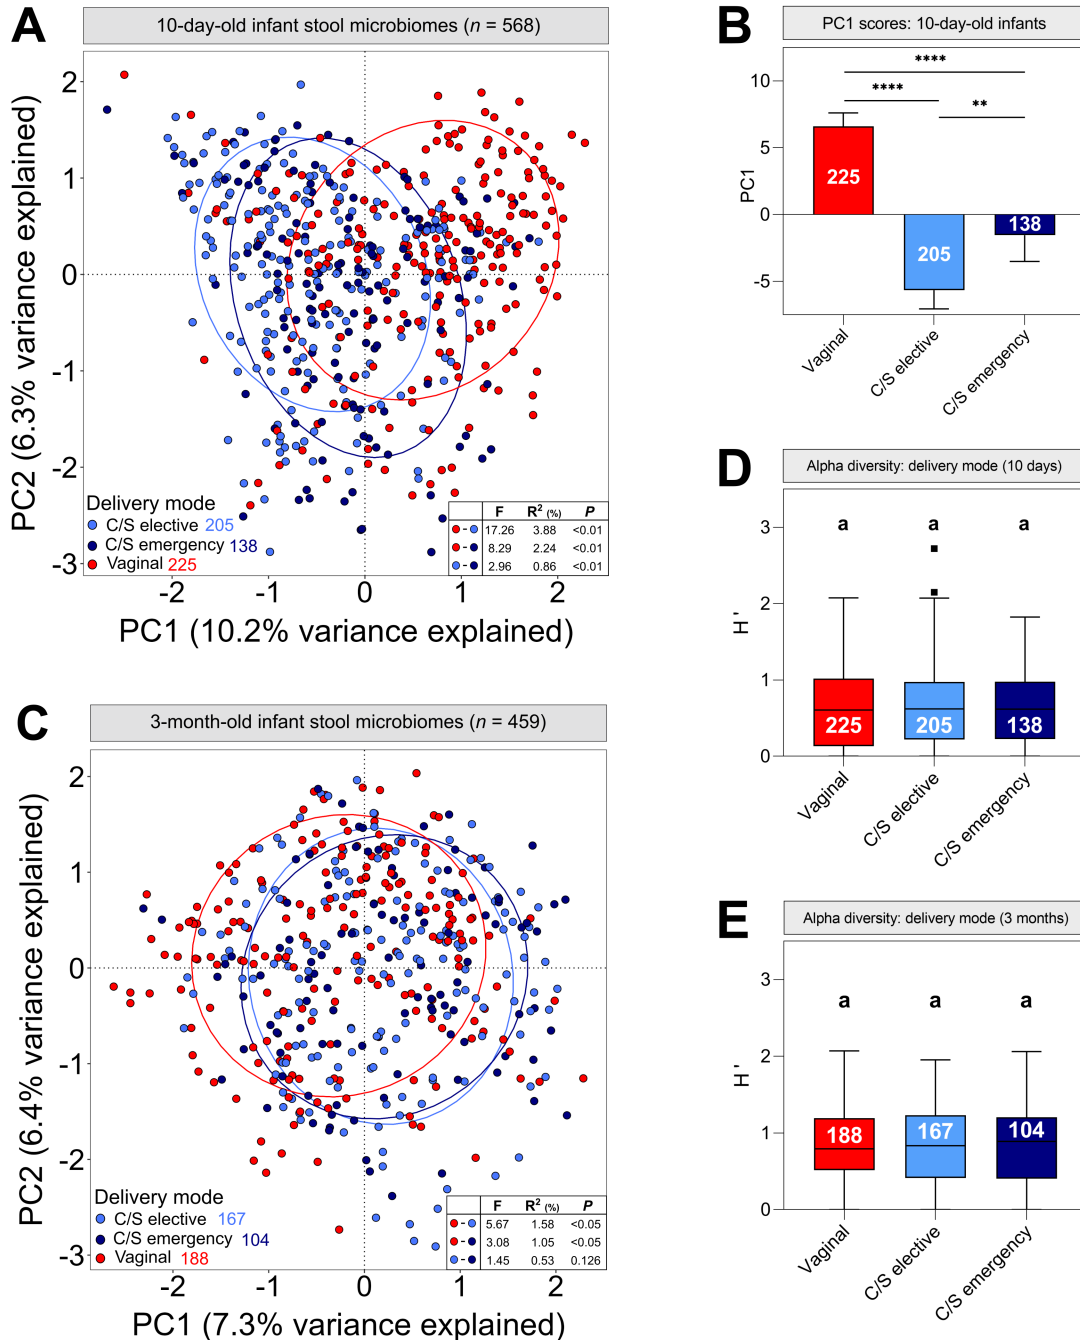 A
10-day-old infant stool microbiomes (n = 568)
PC2 (6.3% variance explained)
2
1
0
-1
-2
-3
Delivery mode
C/S elective 205
C/S emergency 138
Vaginal 225
F R² (%) P
- 17.26 3.88 <0.01
- 8.29 2.24 <0.01
- 2.96 0.86 <0.01
-2 -1 0 1 2
PC1 (10.2% variance explained)
B
PC1 scores: 10-day-old infants
PC1
10
5
0
-5
****
****
**
225
205
138
Vaginal
C/S elective
C/S emergency
C
3-month-old infant stool microbiomes (n = 459)
PC2 (6.4% variance explained)
2
1
0
-1
-2
-3
Delivery mode
C/S elective 167
C/S emergency 104
Vaginal 188
F R² (%) P
- 5.67 1.58 <0.05
- 3.08 1.05 <0.05
- 1.45 0.53 0.126
-2 -1 0 1 2
PC1 (7.3% variance explained)
D
Alpha diversity: delivery mode (10 days)
H'
3
2
1
0
a a a
225 205 138
Vaginal
C/S elective
C/S emergency
E
Alpha diversity: delivery mode (3 months)
H'
3
2
1
0
a a a
188 167 104
Vaginal
C/S elective
C/S emergency